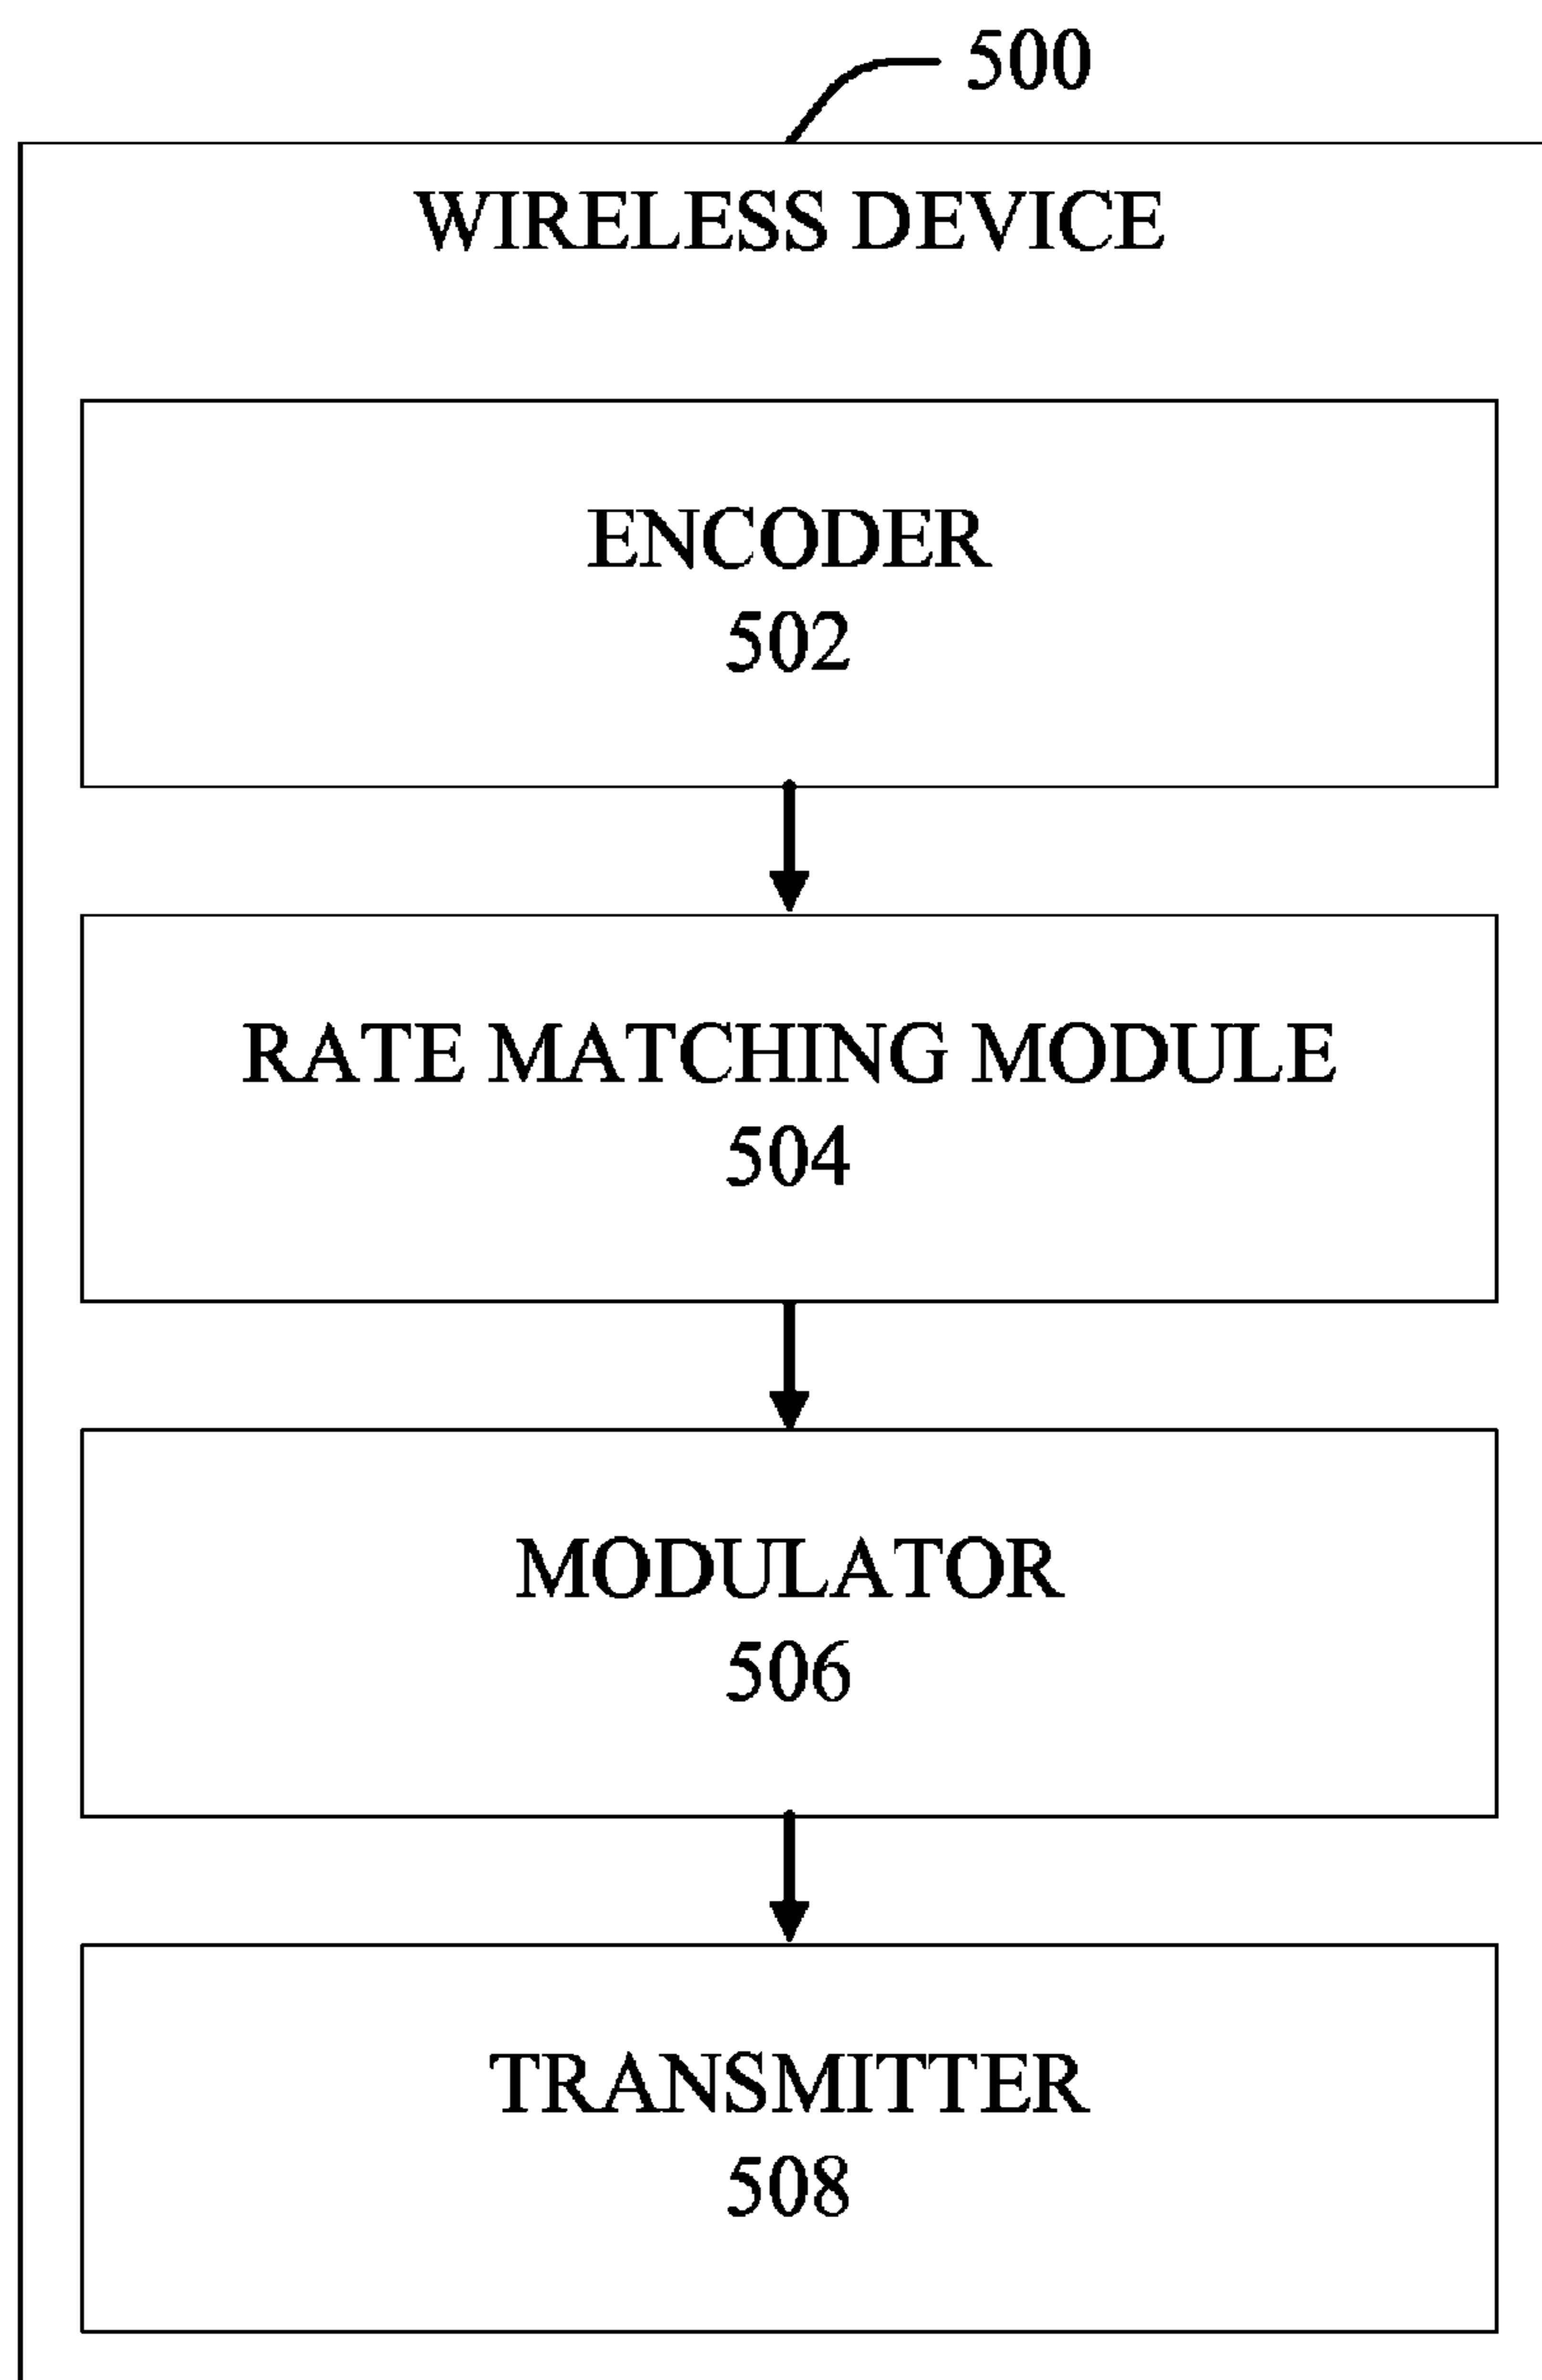 500
WIRELESS DEVICE
ENCODER
502
RATE MATCHING MODULE
504
MODULATOR
506
TRANSMITTER
508